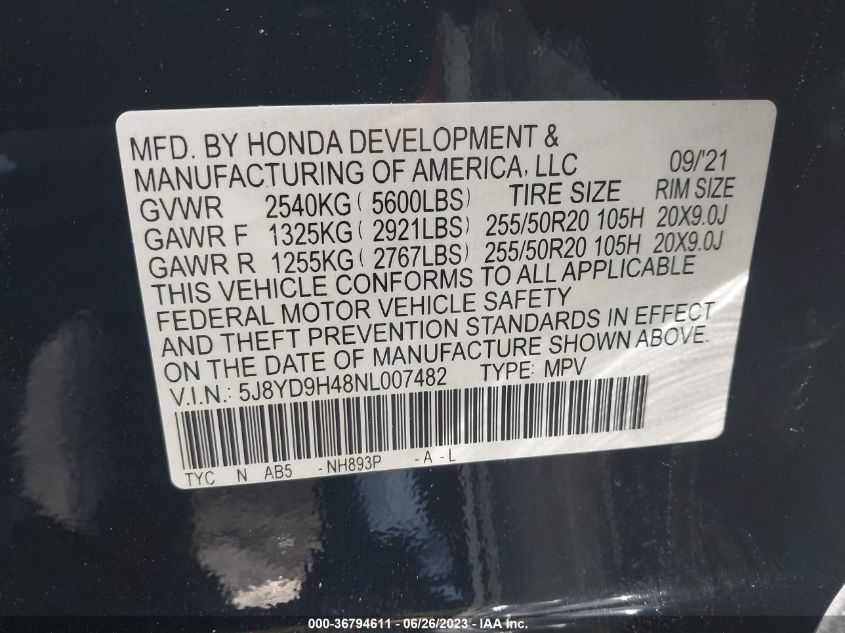 MFD. BY HONDA DEVELOPMENT &
MANUFACTURING OF AMERICA, LLC 09/'21
GVWR 2540KG ( 5600LBS) TIRE SIZE RIM SIZE
GAWR F 1325KG ( 2921LBS) 255/50R20 105H 20X9.0J
GAWR R 1255KG ( 2767LBS) 255/50R20 105H 20X9.0J
THIS VEHICLE CONFORMS TO ALL APPLICABLE
FEDERAL MOTOR VEHICLE SAFETY
AND THEFT PREVENTION STANDARDS IN EFFECT
ON THE DATE OF MANUFACTURE SHOWN ABOVE.
V.I.N.: 5J8YD9H48NL007482 TYPE: MPV
TYC N AB5 -NH893P -A -L
000-36794611 - 06/26/2023 - IAA Inc.